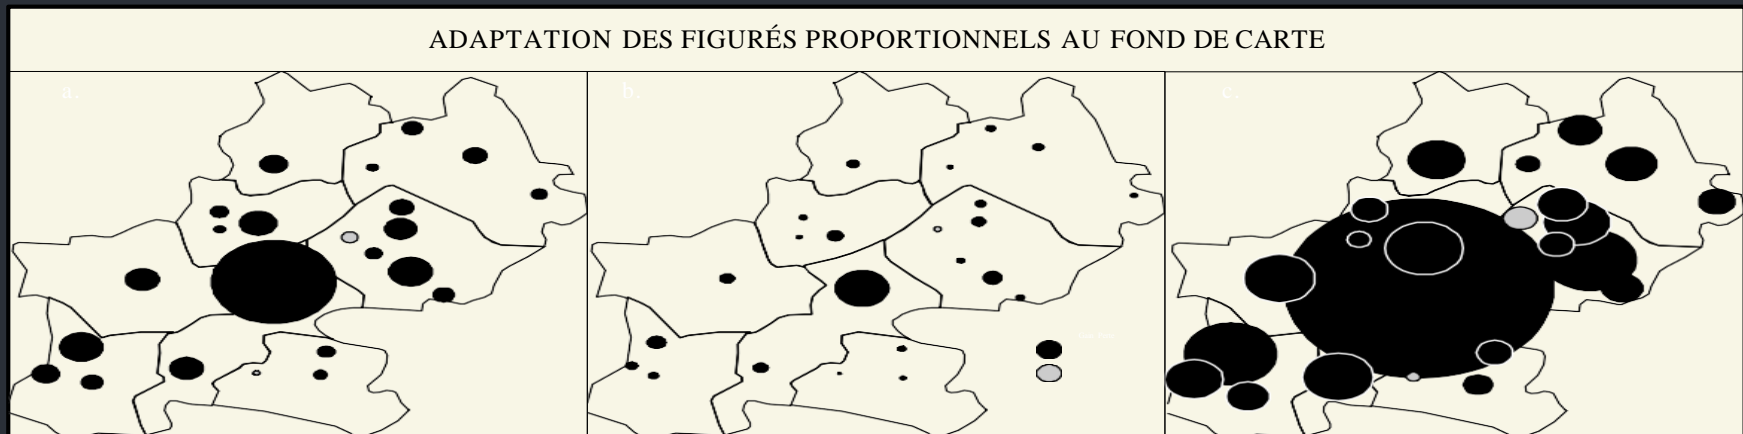 ADAPTATION DES FIGURÉS PROPORTIONNELS AU FOND DE CARTE
a.
b.
c.